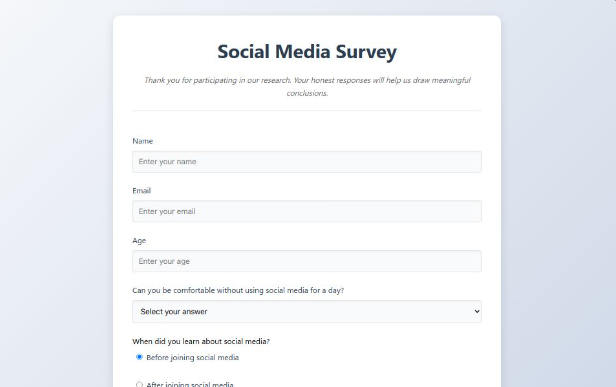 Social Media Survey
Thank you for participating in our research. Your honest responses will help us draw meaningful
conclusions.
Name
Enter your name
Email
Enter your email
Age
Enter your age
Can you be comfortable without using social media for a day?
Select your answer
When did you learn about social media?
Before joining social media
After joining social media